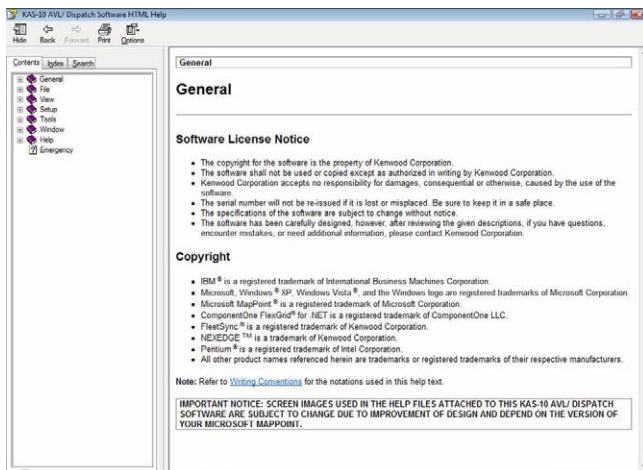 KAS-10 AVL/ Dispatch Software HTML Help
Hide Back Forward Print Options
Contents Index Search
General
File
View
Setup
Tools
Window
Help
Emergency
General
General
Software License Notice
• The copyright for the software is the property of Kenwood Corporation.
• The software shall not be used or copied except as authorized in writing by Kenwood Corporation.
• Kenwood Corporation accepts no responsibility for damages, consequential or otherwise, caused by the use of the
software.
• The serial number will not be re-issued if it is lost or misplaced. Be sure to keep it in a safe place.
• The specifications of the software are subject to change without notice.
• The software has been carefully designed, however, after reviewing the given descriptions, if you have questions,
encounter mistakes, or need additional information, please contact Kenwood Corporation.
Copyright
• IBM ® is a registered trademark of International Business Machines Corporation.
• Microsoft, Windows ® XP, Windows Vista ®, and the Windows logo are registered trademarks of Microsoft Corporation.
• Microsoft MapPoint ® is a registered trademark of Microsoft Corporation.
• ComponentOne FlexGrid® for .NET is a registered trademark of ComponentOne LLC.
• FleetSync ® is a registered trademark of Kenwood Corporation.
• NEXEDGE ™ is a trademark of Kenwood Corporation.
• Pentium ® is a registered trademark of Intel Corporation.
• All other product names referenced herein are trademarks or registered trademarks of their respective manufacturers.
Note: Refer to Writing Conventions for the notations used in this help text.
IMPORTANT NOTICE: SCREEN IMAGES USED IN THE HELP FILES ATTACHED TO THIS KAS-10 AVL/ DISPATCH
SOFTWARE ARE SUBJECT TO CHANGE DUE TO IMPROVEMENT OF DESIGN AND DEPEND ON THE VERSION OF
YOUR MICROSOFT MAPPOINT.